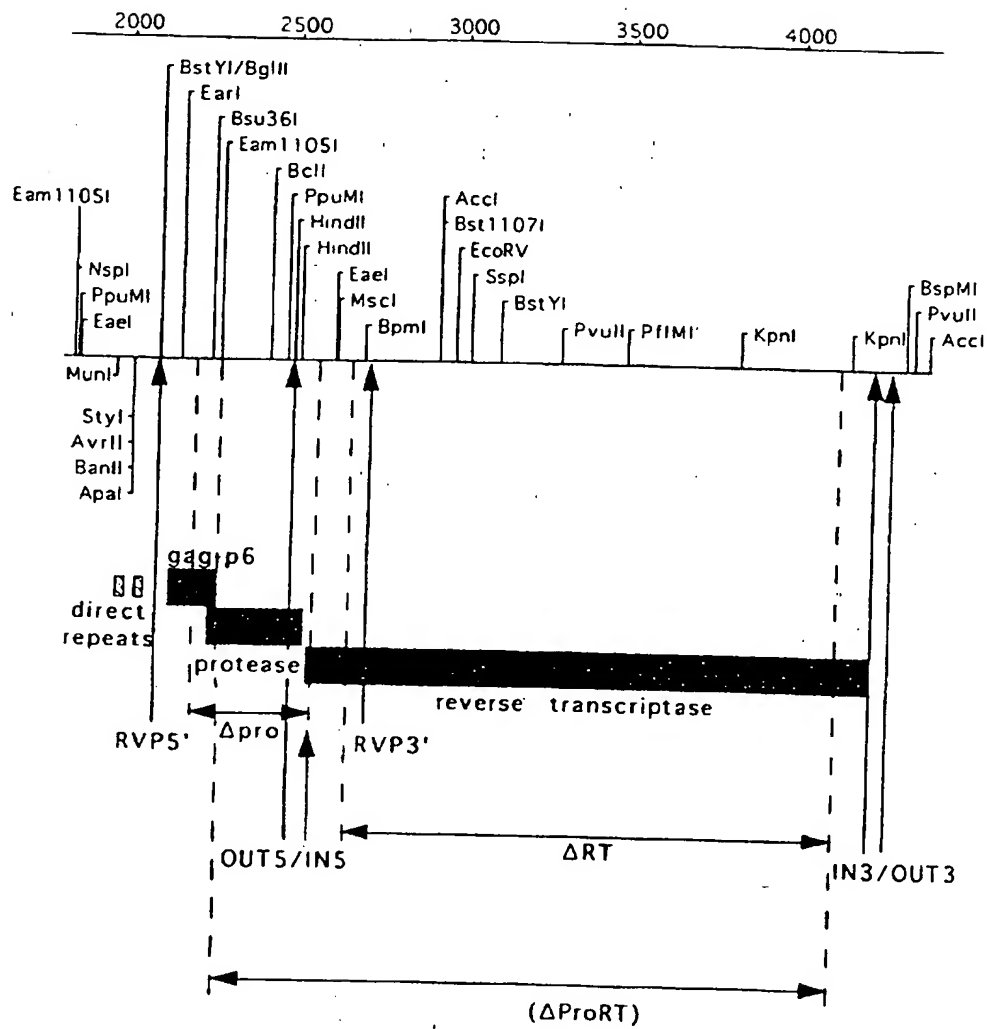 2000 2500 3000 3500 4000
BstYI/BglII
EarI
Bsu36I
Eam1105I
BclI
Eam1105I
PpuMI
AccI
HindII
Bst1107I
HindII
EcoRV
NspI
EaeI
SspI
PpuMI
MscI
BstYI
BspMI
EaeI
BpmI
PvuII
PflMI
KpnI
KpnI
PvuII
AccI
MunI
StyI
AvrII
BanII
ApaI
gag-p6
direct
repeats
protease
reverse transcriptase
Δpro
RVP5'
RVP3'
OUT5/IN5
ΔRT
IN3/OUT3
(ΔProRT)